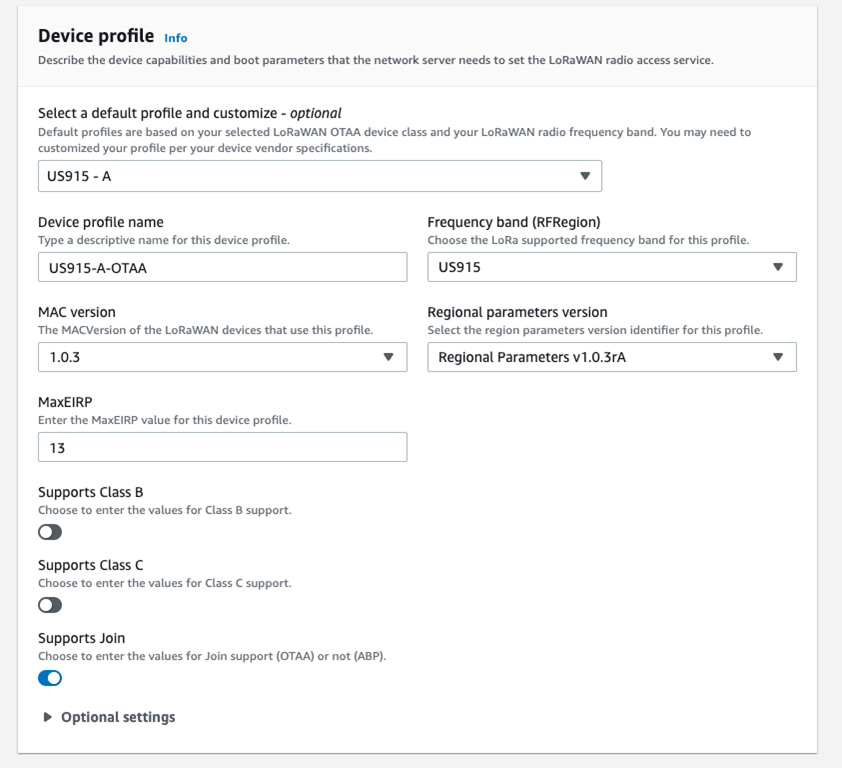 Device profile Info
Describe the device capabilities and boot parameters that the network server needs to set the LoRaWAN radio access service.
Select a default profile and customize - optional
Default profiles are based on your selected LoRaWAN OTAA device class and your LoRaWAN radio frequency band. You may need to
customized your profile per your device vendor specifications.
US915 - A
Device profile name
Type a descriptive name for this device profile.
US915-A-OTAA
Frequency band (RFRegion)
Choose the LoRa supported frequency band for this profile.
US915
MAC version
The MACVersion of the LoRaWAN devices that use this profile.
1.0.3
Regional parameters version
Select the region parameters version identifier for this profile.
Regional Parameters v1.0.3rA
MaxEIRP
Enter the MaxEIRP value for this device profile.
13
Supports Class B
Choose to enter the values for Class B support.
Supports Class C
Choose to enter the values for Class C support.
Supports Join
Choose to enter the values for Join support (OTAA) or not (ABP).
Optional settings